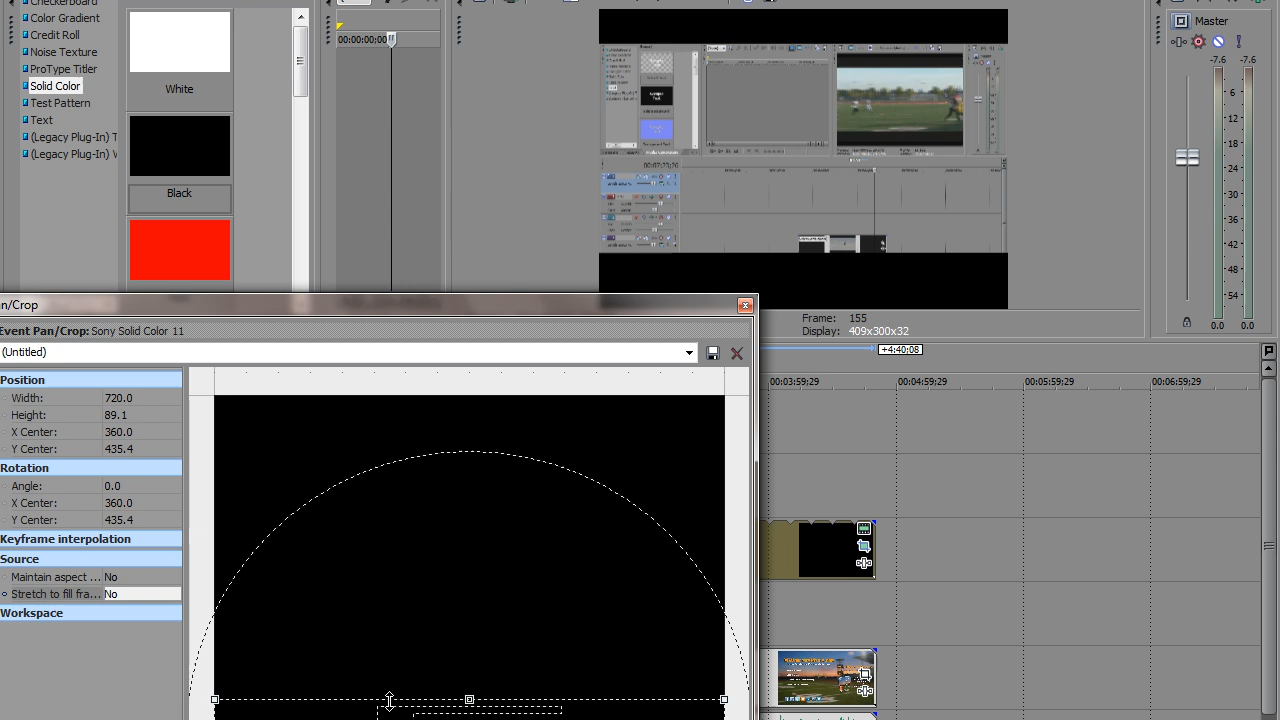 Checkerboard
Color Gradient
Credit Roll
Noise Texture
ProType Titler
Solid Color
Test Pattern
Text
(Legacy Plug-In) T
(Legacy Plug-In)
White
Black
00:00:00;00
Master
-7.0 7.6
6
12
18
24
30
36
42
48
54
0.0 0.0
Frame: 155
Display: 409x300x32
+4:40;08
00:03:59;29
00:04:59;29
00:05:59;29
00:06:59;29
an/Crop
Event Pan/Crop: Sony Solid Color 11
(Untitled)
Position
Width: 720.0
Height: 89.1
X Center: 360.0
Y Center: 435.4
Rotation
Angle: 0.0
X Center: 360.0
Y Center: 435.4
Keyframe interpolation
Source
Maintain aspect ... No
Stretch to fill fra... No
Workspace